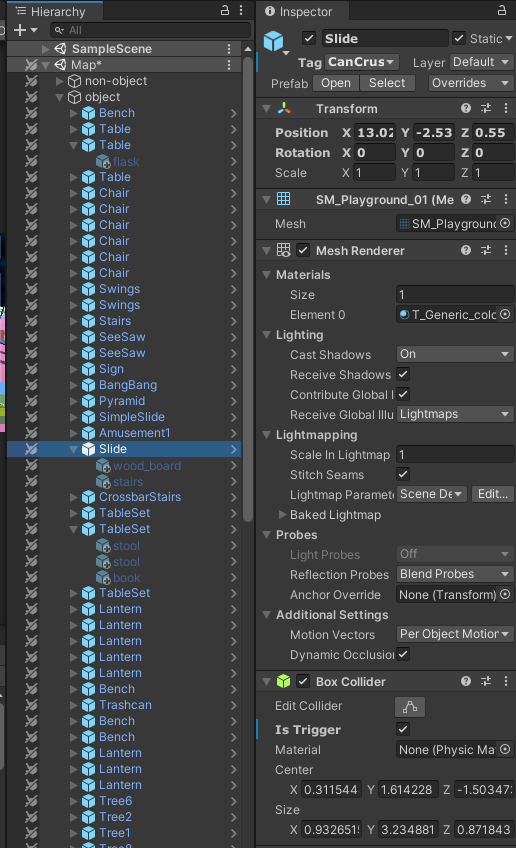 Hierarchy
All
SampleScene
Map*
non-object
object
Bench
Table
Table
flask
Table
Chair
Chair
Chair
Chair
Chair
Chair
Swings
Swings
Stairs
SeeSaw
SeeSaw
Sign
BangBang
Pyramid
SimpleSlide
Amusement1
Slide
wood_board
stairs
CrossbarStairs
TableSet
TableSet
stool
stool
book
TableSet
Lantern
Lantern
Lantern
Lantern
Lantern
Bench
Trashcan
Bench
Bench
Lantern
Lantern
Lantern
Tree6
Tree2
Tree1
Inspector
Slide Static
Tag CanCrus Layer Default
Prefab Open Select Overrides
Transform
Position X 13.02 Y -2.53 Z 0.55
Rotation X 0 Y 0 Z 0
Scale X 1 Y 1 Z 1
SM_Playground_01 (Me
Mesh SM_Playground
Mesh Renderer
Materials
Size 1
Element 0 T_Generic_colo
Lighting
Cast Shadows On
Receive Shadows
Contribute Global I
Receive Global Illu Lightmaps
Lightmapping
Scale In Lightmap 1
Stitch Seams
Lightmap Paramete Scene De Edit...
Baked Lightmap
Probes
Light Probes Off
Reflection Probes Blend Probes
Anchor Override None (Transform)
Additional Settings
Motion Vectors Per Object Motion
Dynamic Occlusion
Box Collider
Edit Collider
Is Trigger
Material None (Physic Ma
Center
X 0.311544 Y 1.614228 Z -1.50347
Size
X 0.932651 Y 3.234881 Z 0.871843